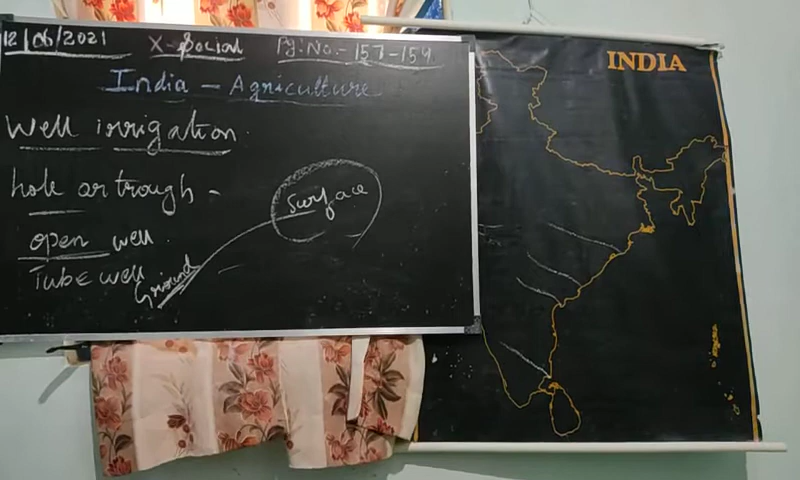 12/06/2021 X-Social Pg: No:- 157-159
India - Agriculture
Well irrigation
hole or trough -
Surface
open well
Tube well
Ground
INDIA